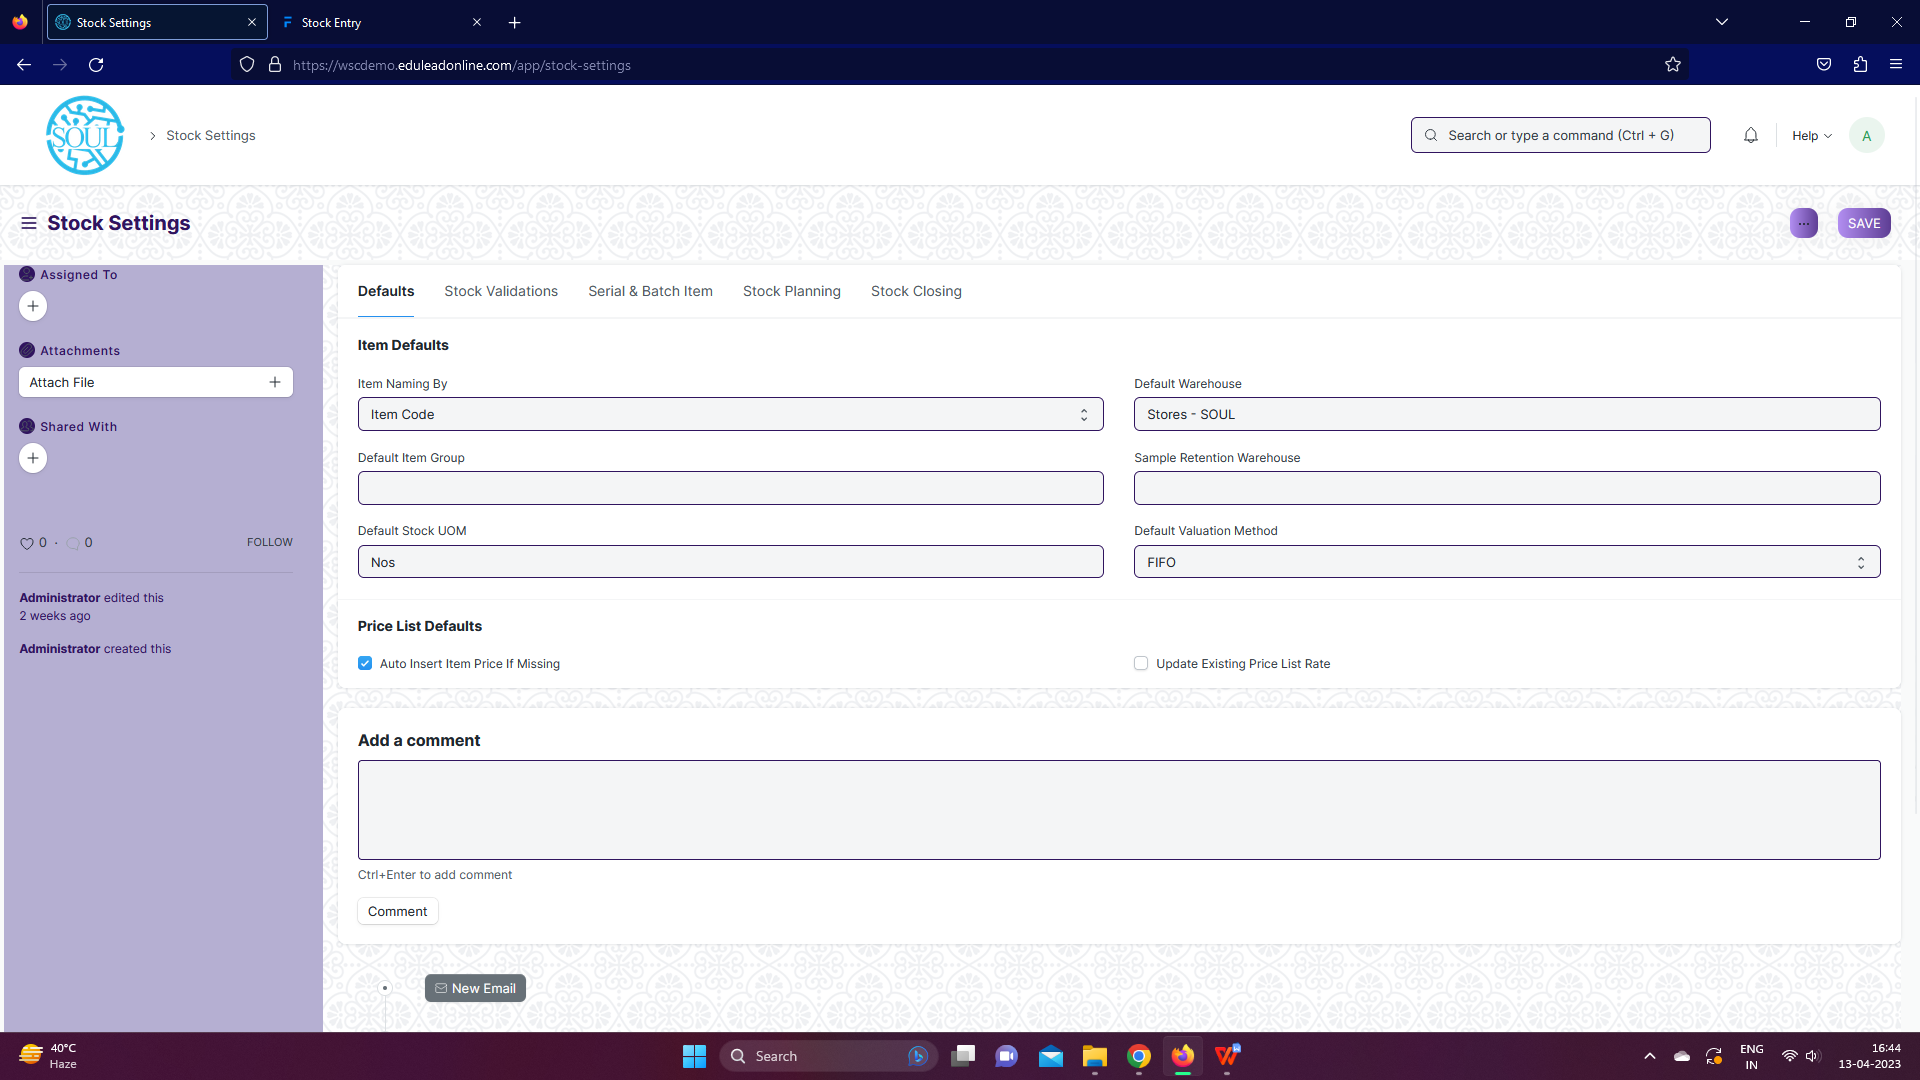 Stock Settings
Stock Entry
https://wscdemo.eduleadonline.com/app/stock-settings
SOUL
Stock Settings
Search or type a command (Ctrl + G)
Help
A
Stock Settings
...
SAVE
Assigned To
Attachments
Attach File
Shared With
0 · 0
FOLLOW
Administrator edited this
2 weeks ago
Administrator created this
Defaults
Stock Validations
Serial & Batch Item
Stock Planning
Stock Closing
Item Defaults
Item Naming By
Item Code
Default Warehouse
Stores - SOUL
Default Item Group
Sample Retention Warehouse
Default Stock UOM
Nos
Default Valuation Method
FIFO
Price List Defaults
Auto Insert Item Price If Missing
Update Existing Price List Rate
Add a comment
Ctrl+Enter to add comment
Comment
New Email
40°C
Haze
Search
ENG
IN
16:44
13-04-2023